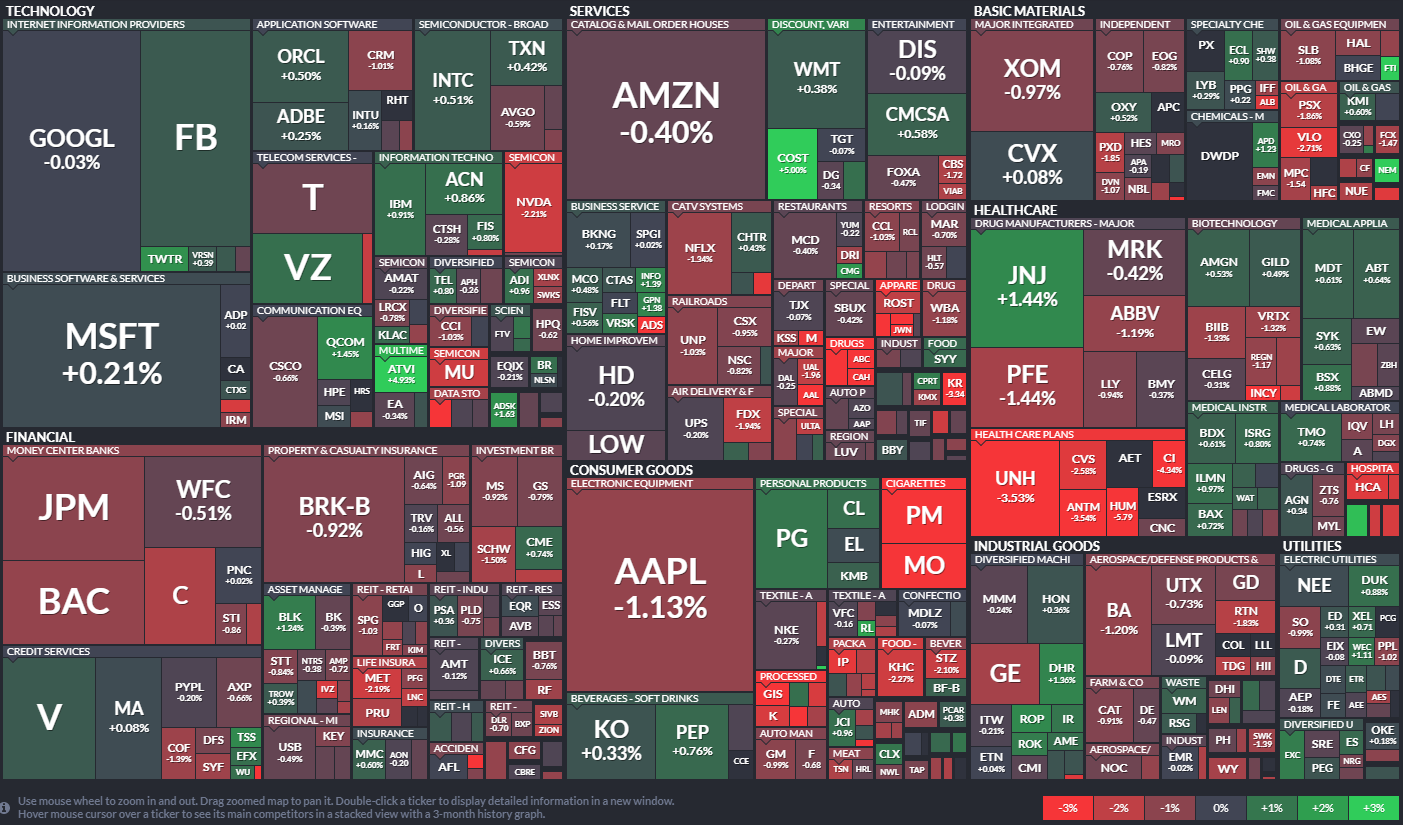 TECHNOLOGY
INTERNET INFORMATION PROVIDERS
GOOGL
-0.03%
FB
TWTR
VRSN
+0.39
APPLICATION SOFTWARE
ORCL
+0.50%
CRM
-1.01%
ADBE
+0.25%
INTU
+0.16%
RHT
SEMICONDUCTOR - BROAD
INTC
+0.51%
TXN
+0.42%
AVGO
-0.59%
TELECOM SERVICES -
T
VZ
INFORMATION TECHNO
IBM
+0.91%
ACN
+0.86%
CTSH
-0.28%
FIS
+0.80%
SEMICON
NVDA
-2.21%
BUSINESS SOFTWARE & SERVICES
MSFT
+0.21%
ADP
+0.02
CA
CTXS
IRM
COMMUNICATION EQ
CSCO
-0.66%
QCOM
+1.45%
HPE
HRS
MSI
SEMICON
AMAT
-0.22%
LRCX
-0.78%
KLAC
DIVERSIFIED
TEL
+0.80
APH
-0.26
SEMICON
ADI
+0.96
XLNX
SWKS
DIVERSIFIE
CCI
-1.03%
SCIEN
FTV
HPQ
-0.62
MULTIME
ATVI
+4.93%
EA
-0.34%
SEMICON
MU
DATA STO
EQIX
-0.21%
BR
NLSN
ADSK
+1.63
SERVICES
CATALOG & MAIL ORDER HOUSES
AMZN
-0.40%
DISCOUNT, VARI
WMT
+0.38%
COST
+5.00%
TGT
-0.07%
DG
-0.34
ENTERTAINMENT
DIS
-0.09%
CMCSA
+0.58%
FOXA
-0.47%
CBS
-1.72
VIAB
BUSINESS SERVICE
BKNG
+0.17%
SPGI
+0.02%
MCO
+0.48%
CTAS
INFO
+1.39
FLT
GPN
+1.38
FISV
+0.56%
VRSK
ADS
CATV SYSTEMS
NFLX
-1.34%
CHTR
+0.43%
RESTAURANTS
MCD
-0.40%
YUM
-0.22
DRI
CMG
RESORTS
CCL
-1.03%
RCL
LODGIN
MAR
-0.70%
HLT
-0.57
RAILROADS
UNP
-1.03%
CSX
-0.95%
NSC
-0.82%
DEPART
TJX
-0.07%
KSS
M
SPECIAL
SBUX
-0.42%
APPARE
ROST
JWN
DRUG
WBA
-1.18%
HOME IMPROVEM
HD
-0.20%
LOW
MAJOR
DAL
-0.25
UAL
-1.96
AAL
DRUGS
ABC
CAH
INDUST
FOOD
SYY
AIR DELIVERY & F
UPS
-0.20%
FDX
-1.94%
SPECIAL
ULTA
AUTO P
AZO
AAP
REGION
LUV
CPRT
KMX
KR
-3.34
TIF
BBY
BASIC MATERIALS
MAJOR INTEGRATED
XOM
-0.97%
CVX
+0.08%
INDEPENDENT
COP
-0.76%
EOG
-0.82%
OXY
+0.52%
APC
PXD
-1.85
HES
MRO
APA
-0.19
DVN
-1.07
NBL
SPECIALTY CHE
PX
ECL
+0.90
SHW
+0.38
LYB
+0.29%
PPG
+0.22
IFF
ALB
CHEMICALS - M
DWDP
APD
+1.23
EMN
FMC
OIL & GAS EQUIPMEN
SLB
-1.08%
HAL
BHGE
FTI
OIL & GA
PSX
-1.86%
VLO
-2.71%
MPC
-1.54
HFC
OIL & GAS
KMI
+0.60%
CXO
-0.25
FCX
-1.47
CF
NEM
NUE
HEALTHCARE
DRUG MANUFACTURERS - MAJOR
JNJ
+1.44%
MRK
-0.42%
ABBV
-1.19%
PFE
-1.44%
LLY
-0.94%
BMY
-0.37%
BIOTECHNOLOGY
AMGN
+0.53%
GILD
+0.49%
BIIB
-1.33%
VRTX
-1.32%
REGN
-1.17
CELG
-0.31%
INCY
MEDICAL APPLIA
MDT
+0.61%
ABT
+0.64%
SYK
+0.63%
EW
ZBH
BSX
+0.88%
ABMD
HEALTH CARE PLANS
UNH
-3.53%
CVS
-2.58%
AET
CI
-4.34%
ANTM
-3.54%
HUM
-5.79
ESRX
CNC
MEDICAL INSTR
BDX
+0.61%
ISRG
+0.80%
ILMN
+0.97%
WAT
BAX
+0.72%
MEDICAL LABORATOR
TMO
+0.74%
IQV
LH
A
DGX
DRUGS - G
AGN
+0.34
ZTS
-0.76
MYL
HOSPITA
HCA
FINANCIAL
MONEY CENTER BANKS
JPM
WFC
-0.51%
BAC
C
PNC
+0.02%
STI
-0.86
PROPERTY & CASUALTY INSURANCE
BRK-B
-0.92%
AIG
-0.64%
PGR
-1.09
TRV
-0.16%
ALL
-0.56
HIG
XL
L
INVESTMENT BR
MS
-0.92%
GS
-0.79%
SCHW
-1.50%
CME
+0.74%
CREDIT SERVICES
V
MA
+0.08%
PYPL
+0.20%
AXP
-0.66%
COF
-1.39%
DFS
SYF
TSS
EFX
WU
ASSET MANAGE
BLK
+1.24%
BK
-0.39%
STT
-0.84%
NTRS
-0.38
AMP
-0.72
TROW
+0.39%
IVZ
REGIONAL - MI
USB
-0.49%
KEY
REIT - RETAI
SPG
-1.03
GGP
O
FRT
KIM
LIFE INSURA
MET
-2.19%
PFG
LNC
PRU
INSURANCE
MMC
+0.60%
AON
-0.20
REIT - INDU
PSA
+0.36
PLD
-0.75
REIT - RES
EQR
ESS
AVB
REIT -
AMT
-0.12%
DIVERS
ICE
+0.66%
BBT
-0.76%
RF
REIT - H
REIT -
DLR
-0.70
BXP
SIVB
ZION
ACCIDEN
AFL
CFG
CBRE
CONSUMER GOODS
ELECTRONIC EQUIPMENT
AAPL
-1.13%
BEVERAGES - SOFT DRINKS
KO
+0.33%
PEP
+0.76%
CCE
PERSONAL PRODUCTS
PG
CL
EL
KMB
CIGARETTES
PM
MO
TEXTILE - A
NKE
-0.27%
TEXTILE - A
VFC
-0.16
RL
CONFECTIO
MDLZ
-0.07%
PACKA
IP
FOOD -
KHC
-2.27%
BEVER
STZ
-2.10%
BF-B
PROCESSED
GIS
K
AUTO
JCI
+0.96
MHK
ADM
PCAR
+0.38
AUTO MAN
GM
-0.99%
F
-0.68
MEAT
TSN
HRL
CLX
NWL
TAP
INDUSTRIAL GOODS
DIVERSIFIED MACHI
MMM
-0.24%
HON
+0.36%
GE
DHR
+1.36%
ITW
-0.21%
ROP
IR
ROK
AME
ETN
+0.04%
CMI
AEROSPACE/DEFENSE PRODUCTS &
BA
-1.20%
UTX
-0.73%
GD
RTN
-1.83%
LMT
-0.09%
COL
LLL
TDG
HII
FARM & CO
CAT
-0.91%
DE
-0.47
WASTE
WM
RSG
DHI
LEN
AEROSPACE/
NOC
INDUST
EMR
-0.02%
PH
SWK
-1.39
WY
UTILITIES
ELECTRIC UTILITIES
NEE
DUK
+0.88%
SO
-0.99%
ED
+0.31
XEL
+0.71
PCG
EIX
-0.08
WEC
+1.11
PPL
-1.02
D
DTE
ETR
AEP
-0.18%
FE
AEE
AES
DIVERSIFIED U
EXC
SRE
ES
OKE
+0.18%
PEG
NRG
Use mouse wheel to zoom in and out. Drag zoomed map to pan it. Double-click a ticker to display detailed information in a new window.
Hover mouse cursor over a ticker to see its main competitors in a stacked view with a 3-month history graph.
-3%
-2%
-1%
0%
+1%
+2%
+3%